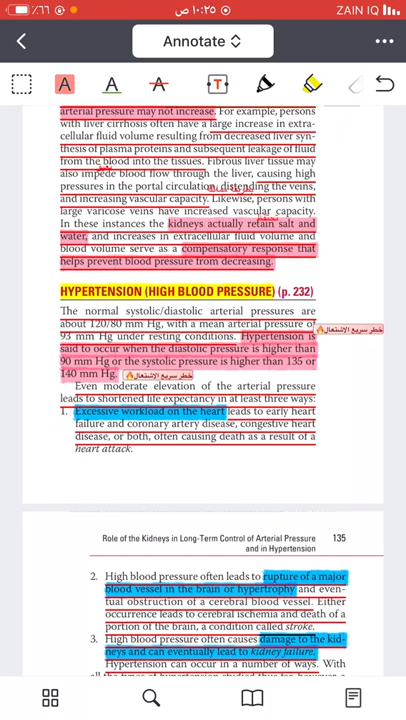 ٪٦٦
١٠:٢٥ ص
ZAIN IQ
Annotate
A A A T
arterial pressure may not increase. For example, persons
with liver cirrhosis often have a large increase in extra-
cellular fluid volume resulting from decreased liver syn-
thesis of plasma proteins and subsequent leakage of fluid
from the blood into the tissues. Fibrous liver tissue may
also impede blood flow through the liver, causing high
pressures in the portal circulation, distending the veins,
and increasing vascular capacity. Likewise, persons with
large varicose veins have increased vascular capacity.
In these instances the kidneys actually retain salt and
water, and increases in extracellular fluid volume and
blood volume serve as a compensatory response that
helps prevent blood pressure from decreasing.
HYPERTENSION (HIGH BLOOD PRESSURE) (p. 232)
The normal systolic/diastolic arterial pressures are
about 120/80 mm Hg, with a mean arterial pressure o
93 mm Hg under resting conditions. Hypertension is
خطر سريع الاشتعال
said to occur when the diastolic pressure is higher than
90 mm Hg or the systolic pressure is higher than 135 or
140 mm Hg.
خطر سريع الاشتعال
Even moderate elevation of the arterial pressure
leads to shortened life expectancy in at least three ways:
1. Excessive workload on the heart leads to early heart
failure and coronary artery disease, congestive heart
disease, or both, often causing death as a result of a
heart attack.
Role of the Kidneys in Long-Term Control of Arterial Pressure 135
and in Hypertension
2. High blood pressure often leads to rupture of a major
blood vessel in the brain or hypertrophy and even-
tual obstruction of a cerebral blood vessel. Either
occurrence leads to cerebral ischemia and death of a
portion of the brain, a condition called stroke.
3. High blood pressure often causes damage to the kid-
neys and can eventually lead to kidney failure.
Hypertension can occur in a number of ways. With